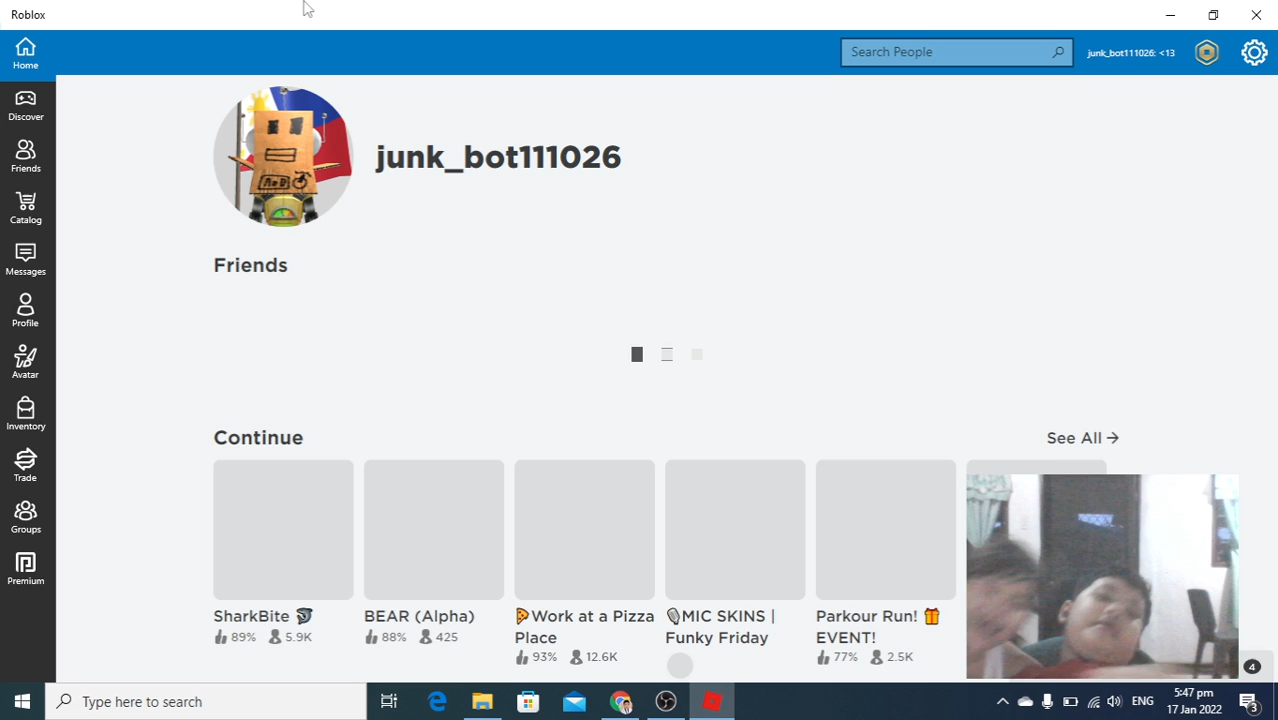 Roblox
Home
Search People
junk_bot111026: <13
Discover
Friends
Catalog
Messages
Profile
Avatar
Inventory
Trade
Groups
Premium
junk_bot111026
Friends
Continue
See All →
SharkBite
89% 5.9K
BEAR (Alpha)
88% 425
Work at a Pizza
Place
93% 12.6K
MIC SKINS |
Funky Friday
Parkour Run!
EVENT!
77% 2.5K
4
Type here to search
ENG
5:47 pm
17 Jan 2022
3